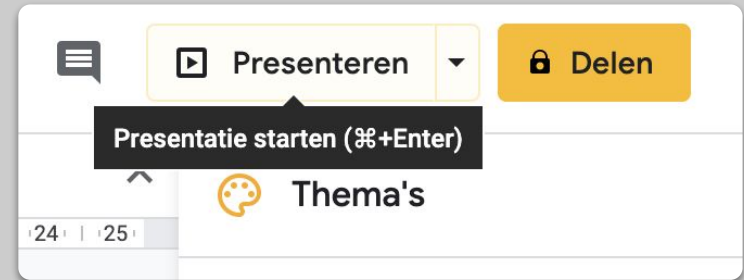 Presenteren
Delen
Presentatie starten (⌘+Enter)
Thema's
24 25